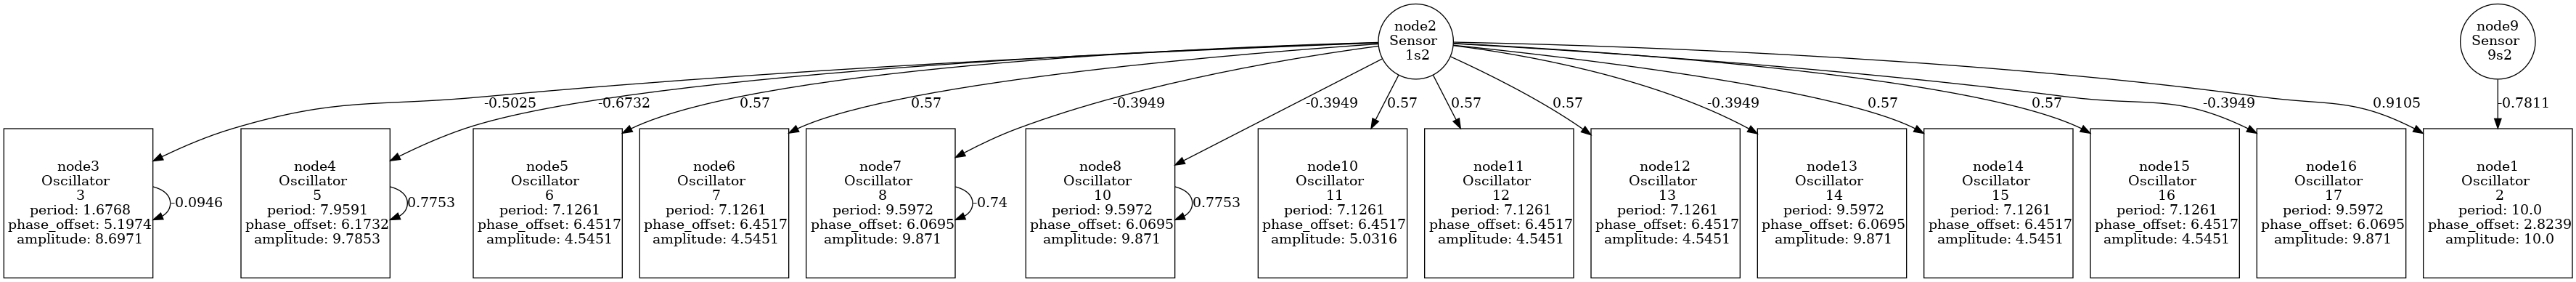 node2
Sensor
1s2
node9
Sensor
9s2
-0.5025
-0.6732
0.57
0.57
-0.3949
-0.3949
0.57
0.57
0.57
-0.3949
0.57
0.57
-0.3949
0.9105
-0.7811
node3
Oscillator
3
period: 1.6768
phase_offset: 5.1974
amplitude: 8.6971
-0.0946
node4
Oscillator
5
period: 7.9591
phase_offset: 6.1732
amplitude: 9.7853
0.7753
node5
Oscillator
6
period: 7.1261
phase_offset: 6.4517
amplitude: 4.5451
node6
Oscillator
7
period: 7.1261
phase_offset: 6.4517
amplitude: 4.5451
node7
Oscillator
8
period: 9.5972
phase_offset: 6.0695
amplitude: 9.871
-0.74
node8
Oscillator
10
period: 9.5972
phase_offset: 6.0695
amplitude: 9.871
0.7753
node10
Oscillator
11
period: 7.1261
phase_offset: 6.4517
amplitude: 5.0316
node11
Oscillator
12
period: 7.1261
phase_offset: 6.4517
amplitude: 4.5451
node12
Oscillator
13
period: 7.1261
phase_offset: 6.4517
amplitude: 4.5451
node13
Oscillator
14
period: 9.5972
phase_offset: 6.0695
amplitude: 9.871
node14
Oscillator
15
period: 7.1261
phase_offset: 6.4517
amplitude: 4.5451
node15
Oscillator
16
period: 7.1261
phase_offset: 6.4517
amplitude: 4.5451
node16
Oscillator
17
period: 9.5972
phase_offset: 6.0695
amplitude: 9.871
node1
Oscillator
2
period: 10.0
phase_offset: 2.8239
amplitude: 10.0